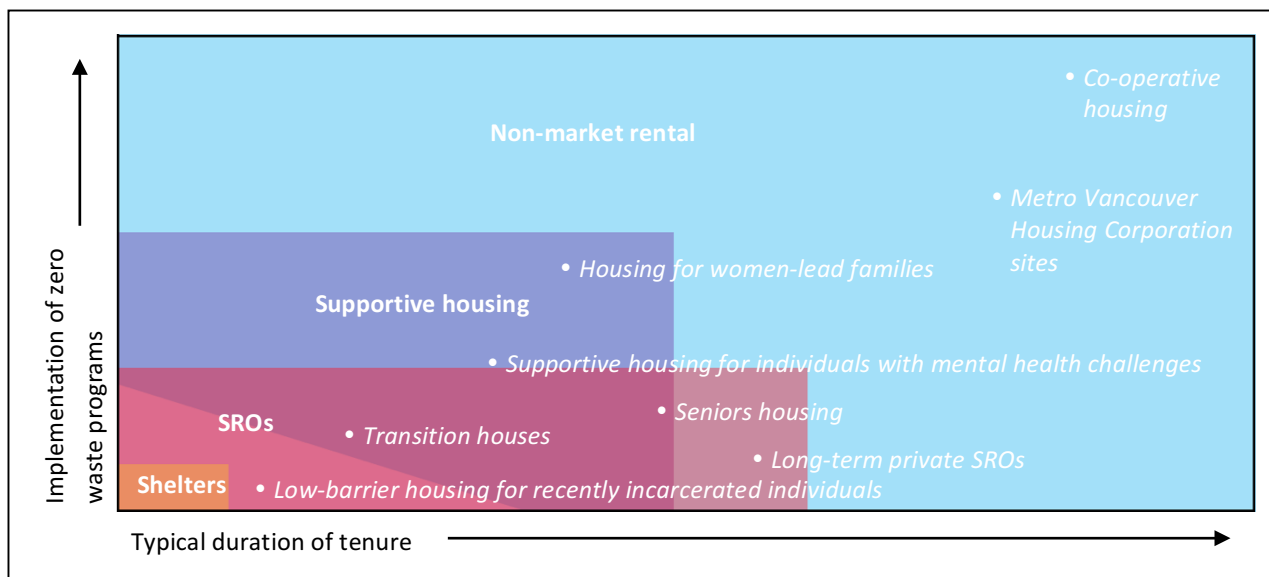 Implementation of zero
waste programs
Non-market rental
• Co-operative
housing
• Metro Vancouver
Housing Corporation
sites
• Housing for women-lead families
Supportive housing
• Supportive housing for individuals with mental health challenges
• Seniors housing
SROs
• Transition houses
• Long-term private SROs
Shelters
• Low-barrier housing for recently incarcerated individuals
Typical duration of tenure